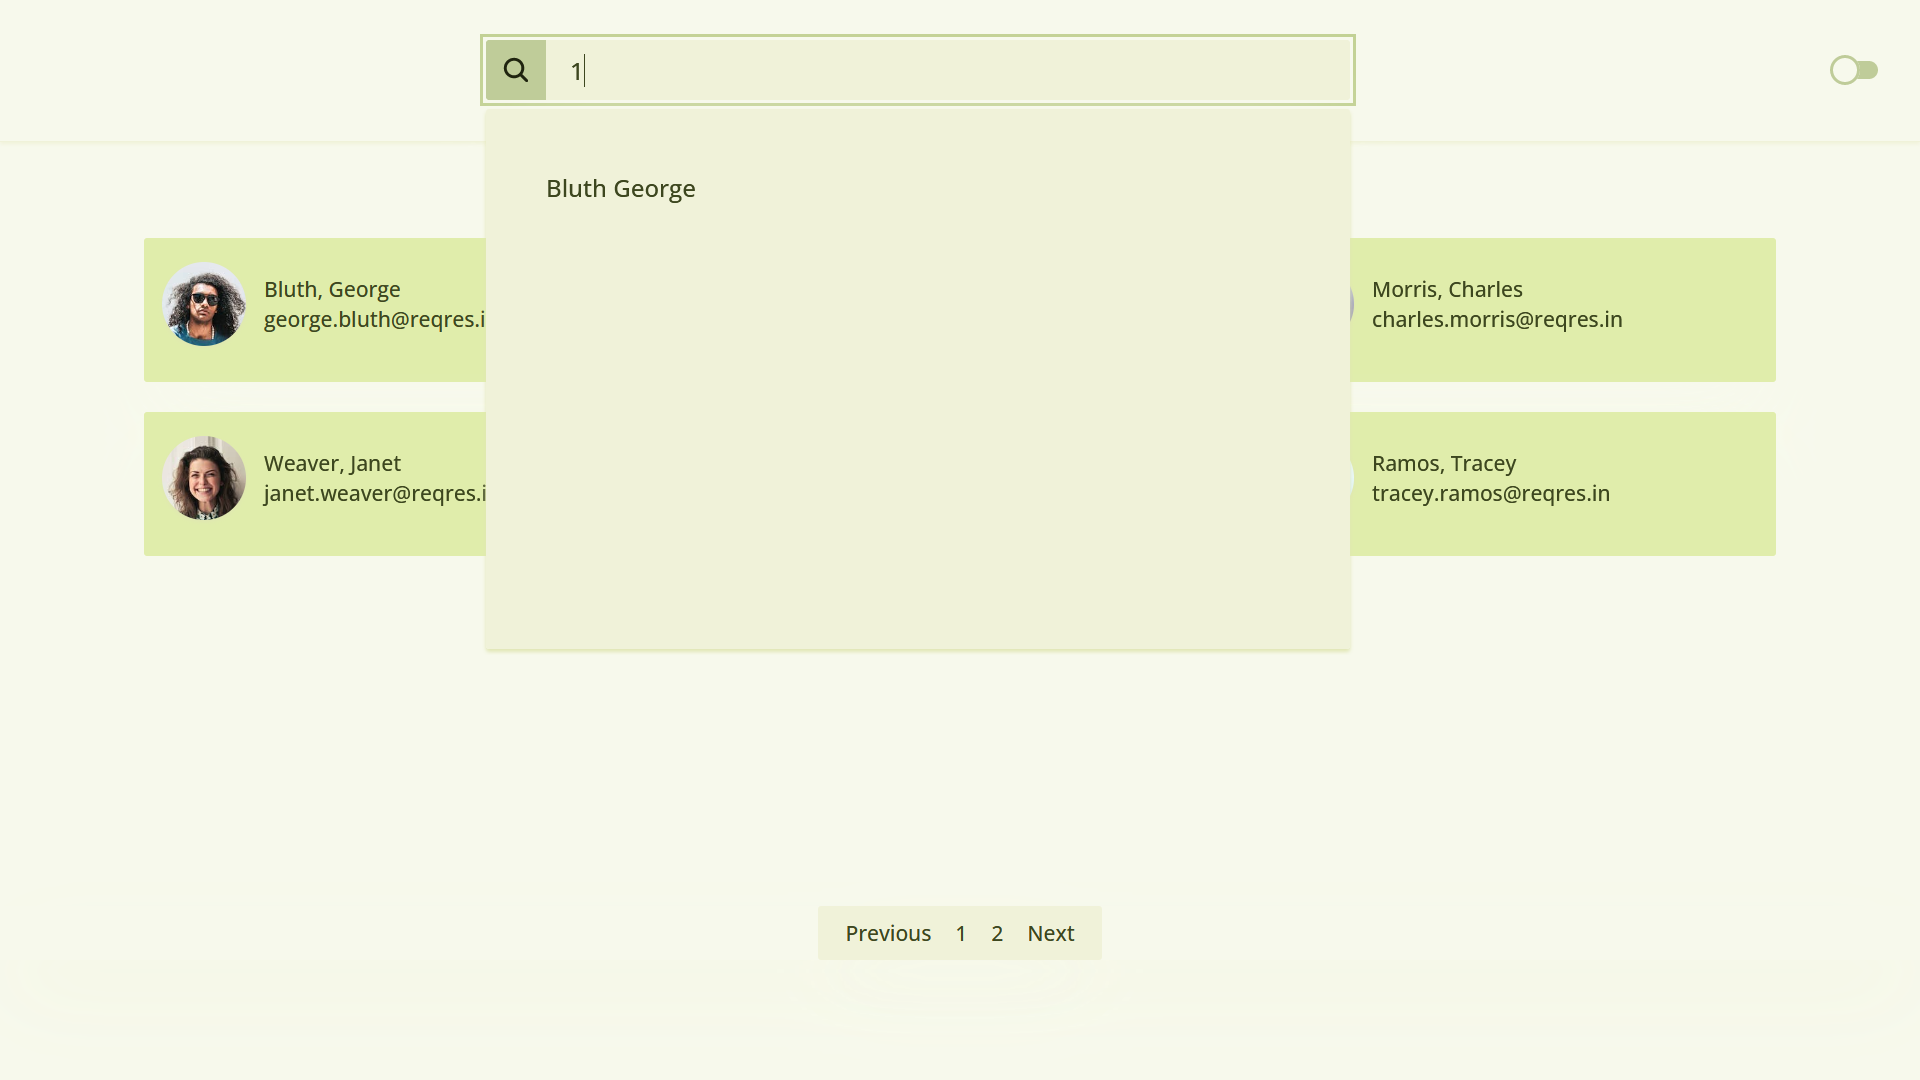 1
Bluth George
Bluth, George
george.bluth@reqres.i
Morris, Charles
charles.morris@reqres.in
Weaver, Janet
janet.weaver@reqres.i
Ramos, Tracey
tracey.ramos@reqres.in
Previous 1 2 Next